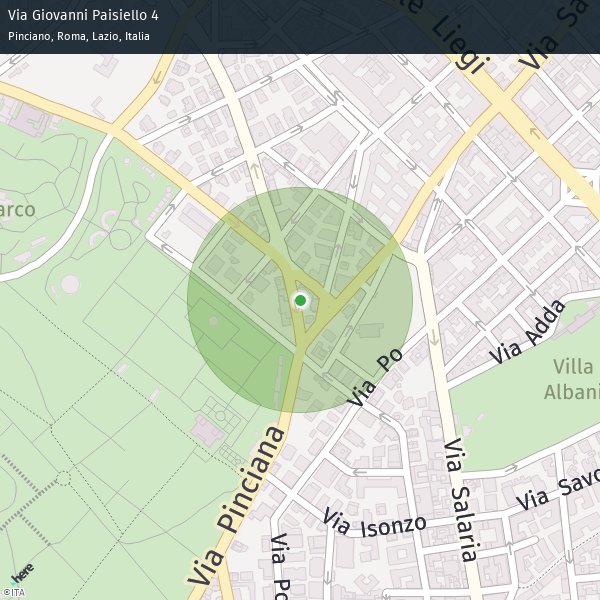 Via Giovanni Paisiello 4
Pinciano, Roma, Lazio, Italia
Liegi
Via Sa
arco
Via Adda
Via Po
Villa
Albani
Via Pinciana
Via Salaria
Via Savo
Via Isonzo
Via Po
here
©ITA